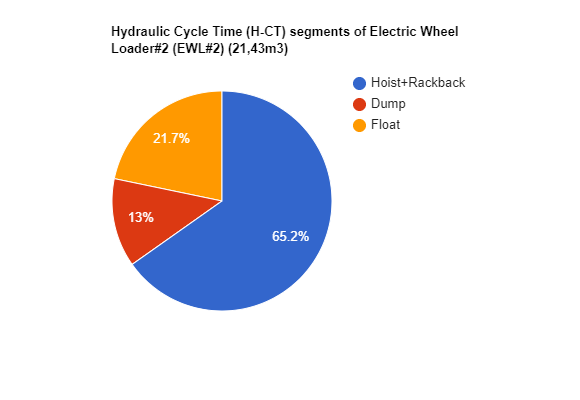 Hydraulic Cycle Time (H-CT) segments of Electric Wheel
Loader#2 (EWL#2) (21,43m3)
Hoist+Rackback
Dump
Float
21.7%
13%
65.2%